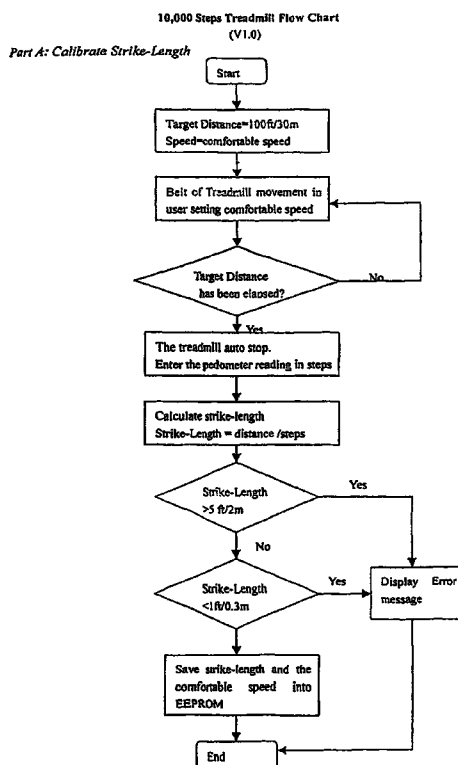 10,000 Steps Treadmill Flow Chart
(V1.0)
Part A: Calibrate Strike-Length
Start
Target Distance=100ft/30m
Speed=comfortable speed
Belt of Treadmill movement in
user setting comfortable speed
Target Distance
has been elapsed?
No
Yes
The treadmill auto stop.
Enter the pedometer reading in steps
Calculate strike-length
Strike-Length = distance /steps
Strike-Length
>5 ft/2m
Yes
No
Strike-Length
<1ft/0.3m
Yes
Display Error
message
Save strike-length and the
comfortable speed into
EEPROM
End